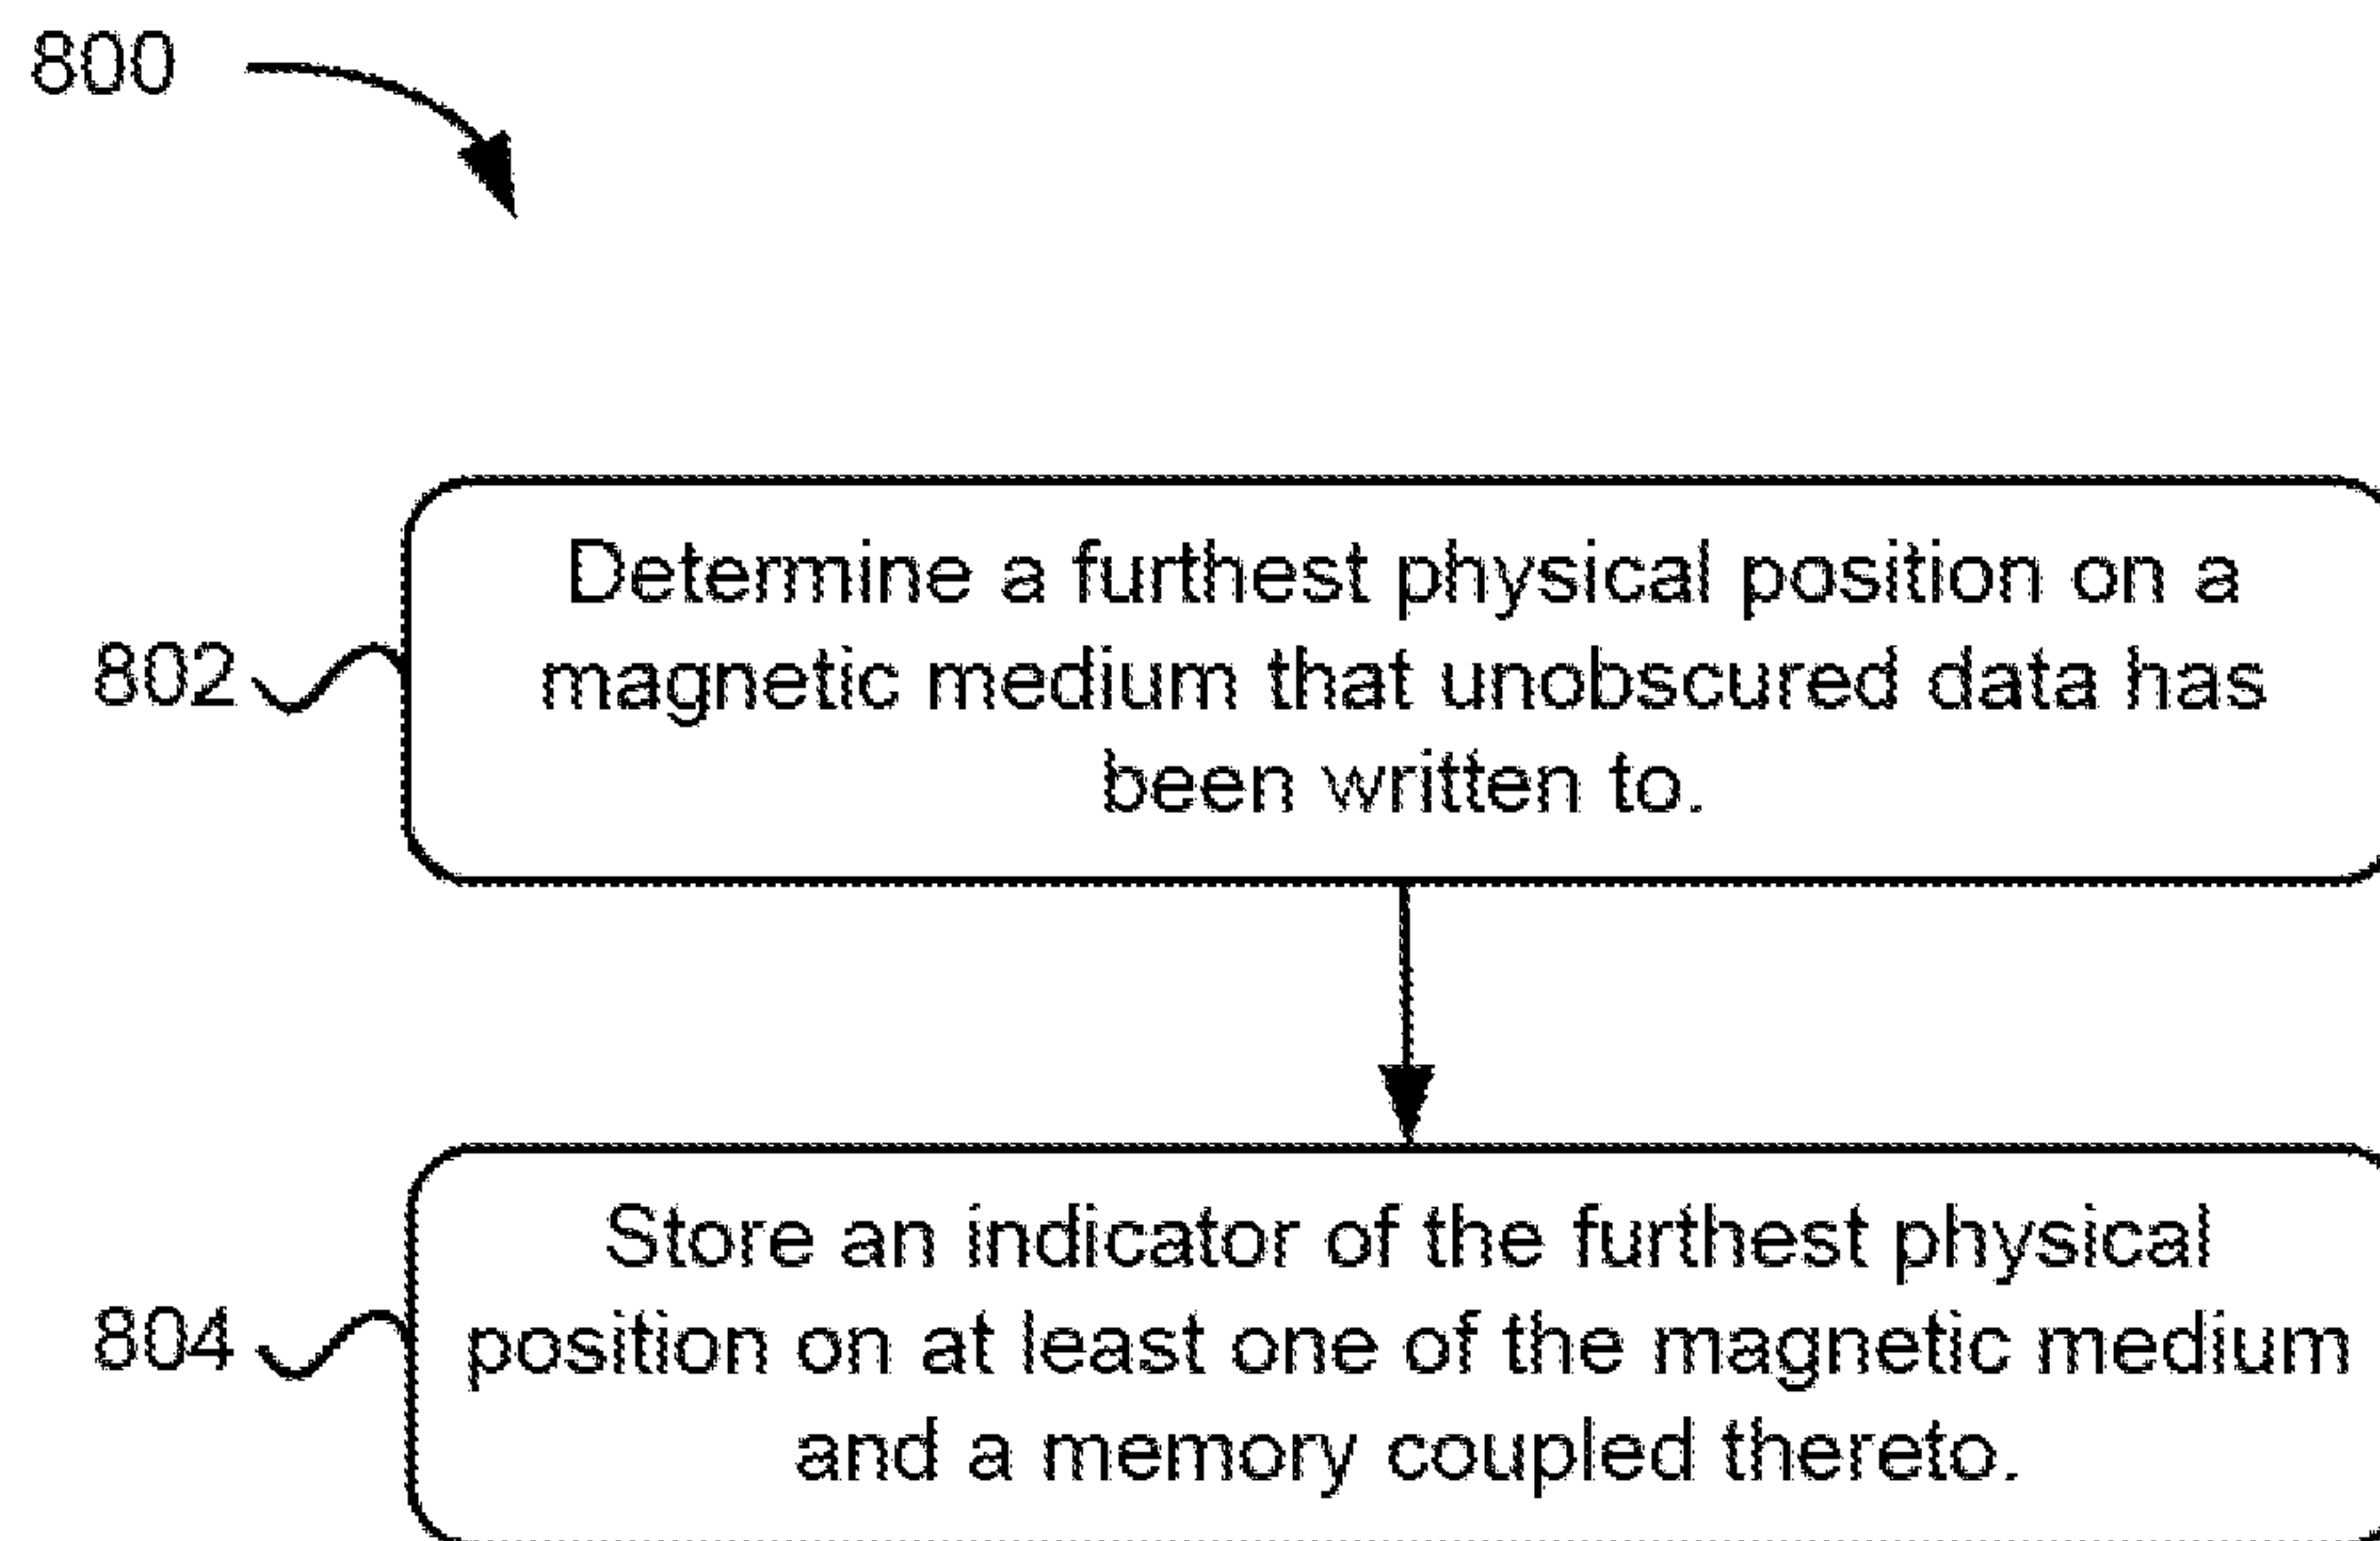 800
Determine a furthest physical position on a
802 magnetic medium that unobscured data has
been written to.
Store an indicator of the furthest physical
804 position on at least one of the magnetic medium
and a memory coupled thereto.